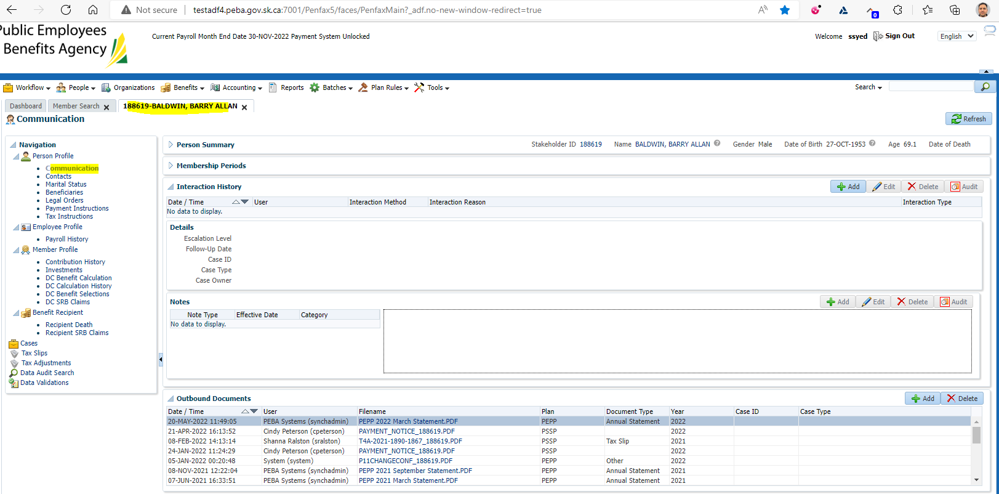 Not secure testadf4.peba.gov.sk.ca:7001/Penfax5/faces/PenfaxMain?_adf.no-new-window-redirect=true
0
Public Employees
Benefits Agency
Current Payroll Month End Date 30-NOV-2022 Payment System Unlocked
Welcome ssyed Sign Out English
Workflow People Organizations Benefits Accounting Reports Batches Plan Rules Tools Search
Dashboard Member Search 188619-BALDWIN, BARRY ALLAN
Communication Refresh
Navigation
Person Profile
Communication
Contacts
Marital Status
Beneficiaries
Legal Orders
Payment Instructions
Tax Instructions
Employee Profile
Payroll History
Member Profile
Contribution History
Investments
DC Benefit Calculation
DC Calculation History
DC Benefit Selections
DC SRB Claims
Benefit Recipient
Recipient Death
Recipient SRB Claims
Cases
Tax Slips
Tax Adjustments
Data Audit Search
Data Validations
Person Summary Stakeholder ID 188619 Name BALDWIN, BARRY ALLAN Gender Male Date of Birth 27-OCT-1953 Age 69.1 Date of Death
Membership Periods
Interaction History Add Edit Delete Audit
Date / Time User Interaction Method Interaction Reason Interaction Type
No data to display.
Details
Escalation Level
Follow-Up Date
Case ID
Case Type
Case Owner
Notes Add Edit Delete Audit
Note Type Effective Date Category
No data to display.
Outbound Documents Add Delete
Date / Time User Filename Plan Document Type Year Case ID Case Type
20-MAY-2022 11:49:05 PEBA Systems (synchadmin) PEPP 2022 March Statement.PDF PEPP Annual Statement 2022
21-APR-2022 16:13:52 Cindy Peterson (cpeterson) PAYMENT_NOTICE_188619.PDF PSSP 2022
08-FEB-2022 14:13:14 Shanna Ralston (sralston) T4A-2021-1890-1867_188619.PDF PSSP Tax Slip 2021
24-JAN-2022 11:24:29 Cindy Peterson (cpeterson) PAYMENT_NOTICE_188619.PDF PSSP 2022
05-JAN-2022 00:20:48 System (system) P11CHANGECONF_188619.PDF PEPP Other 2022
08-NOV-2021 12:22:04 PEBA Systems (synchadmin) PEPP 2021 September Statement.PDF PEPP Annual Statement 2021
07-JUN-2021 16:33:51 PEBA Systems (synchadmin) PEPP 2021 March Statement.PDF PEPP Annual Statement 2021